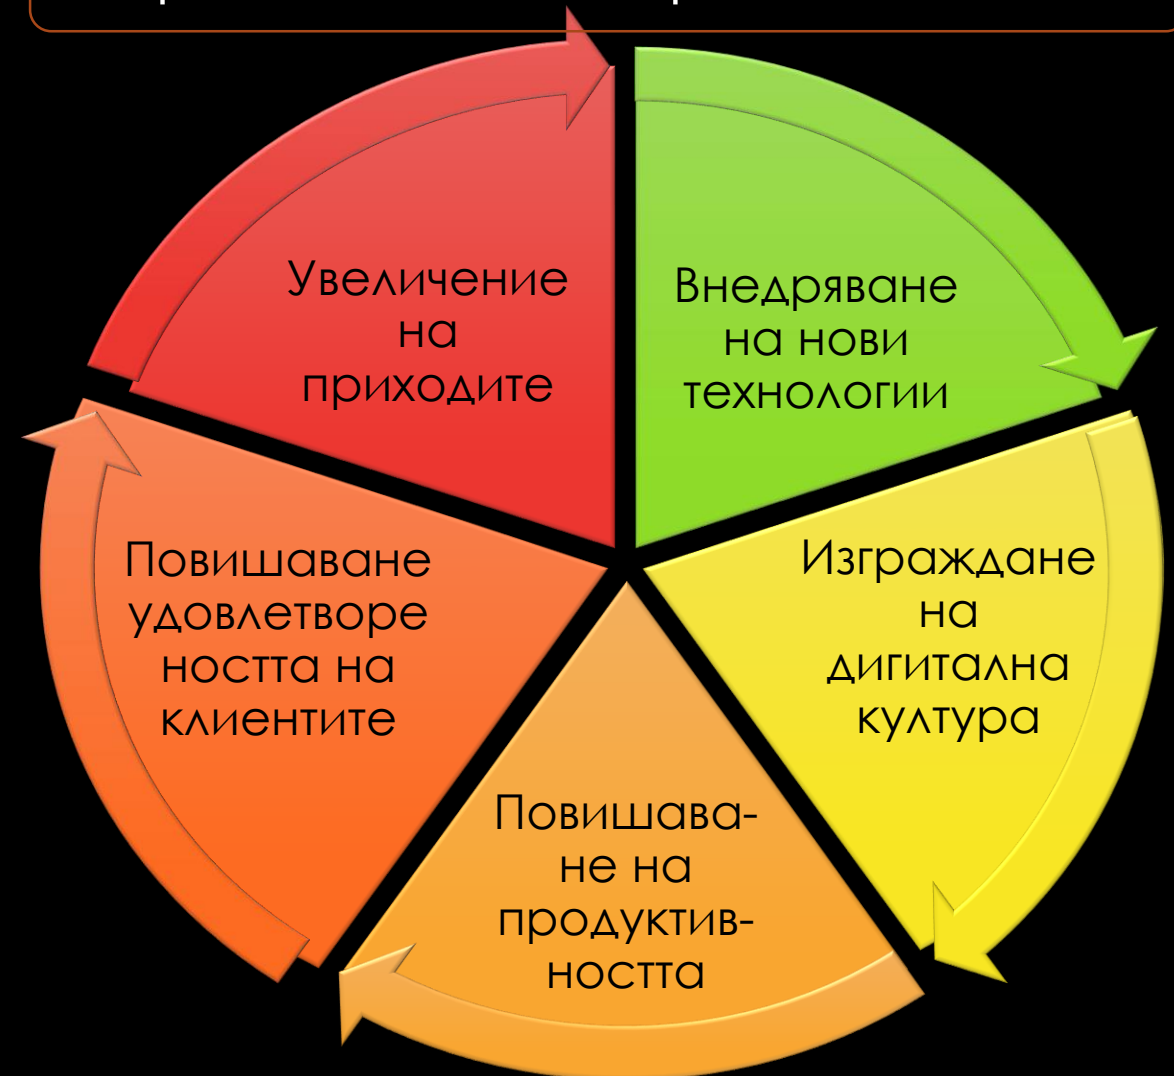 Внедряване
на нови
технологии
Изграждане
на
дигитална
култура
Повишава-
не на
продуктив-
ността
Повишаване
удовлетворе
ността на
клиентите
Увеличение
на
приходите